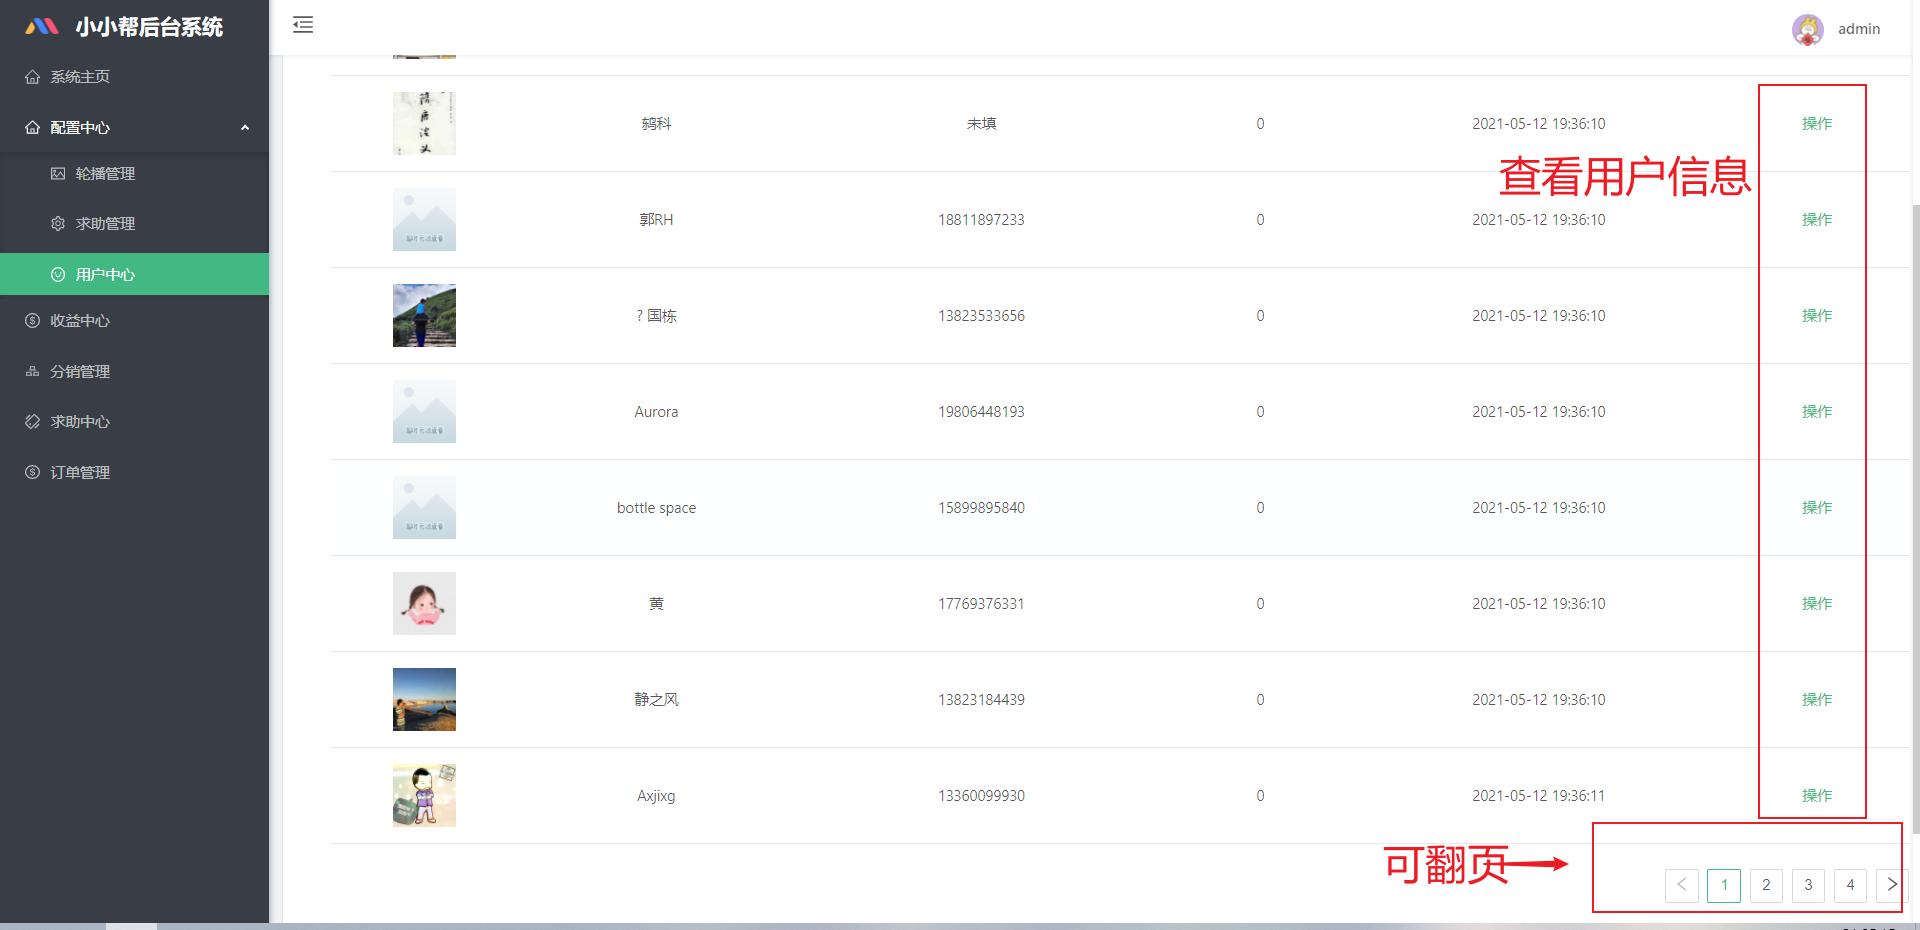 小小帮后台系统
admin
系统主页
配置中心
轮播管理
求助管理
用户中心
收益中心
分销管理
求助中心
订单管理
鸫科 未填 0 2021-05-12 19:36:10 操作
查看用户信息
郭RH 18811897233 0 2021-05-12 19:36:10 操作
? 国栋 13823533656 0 2021-05-12 19:36:10 操作
Aurora 19806448193 0 2021-05-12 19:36:10 操作
bottle space 15899895840 0 2021-05-12 19:36:10 操作
黄 17769376331 0 2021-05-12 19:36:10 操作
静之风 13823184439 0 2021-05-12 19:36:10 操作
Axjixg 13360099930 0 2021-05-12 19:36:11 操作
可翻页
1 2 3 4